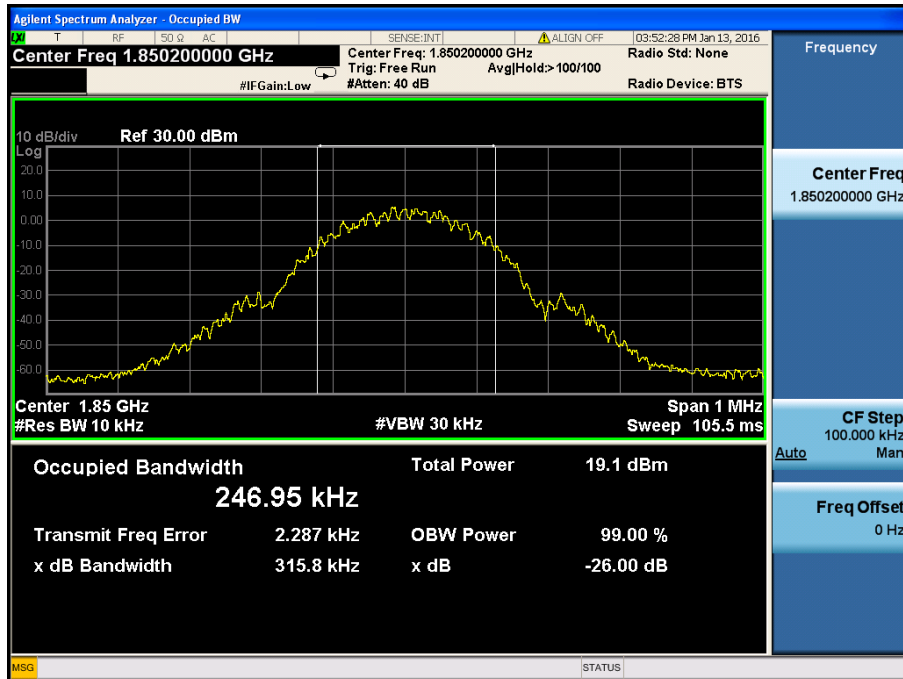 Agilent Spectrum Analyzer - Occupied BW
LXI T RF 50 Ω AC SENSE:INT ALIGN OFF 03:52:28 PM Jan 13, 2016
Center Freq 1.850200000 GHz
Center Freq: 1.850200000 GHz
Radio Std: None
Trig: Free Run Avg|Hold:>100/100
#IFGain:Low
#Atten: 40 dB
Radio Device: BTS
Frequency
10 dB/div Ref 30.00 dBm
Log
20.0
10.0
0.00
-10.0
-20.0
-30.0
-40.0
-50.0
-60.0
Center 1.85 GHz
Span 1 MHz
#Res BW 10 kHz
#VBW 30 kHz
Sweep 105.5 ms
Occupied Bandwidth
246.95 kHz
Total Power 19.1 dBm
Transmit Freq Error 2.287 kHz
OBW Power 99.00 %
x dB Bandwidth 315.8 kHz
x dB -26.00 dB
Center Freq
1.850200000 GHz
CF Step
100.000 kHz
Auto Man
Freq Offset
0 Hz
MSG
STATUS